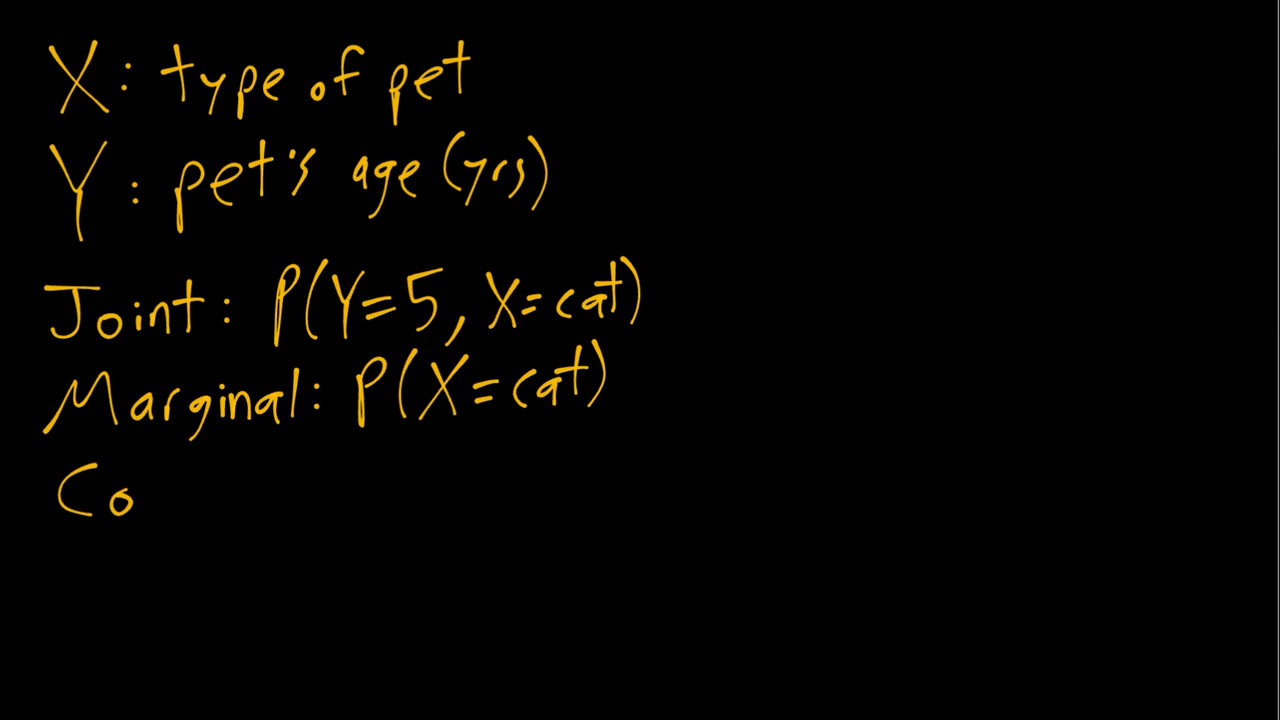 X: type of pet
Y: pet's age (yrs)
Joint: P(Y=5, X=cat)
Marginal: P(X=cat)
Co